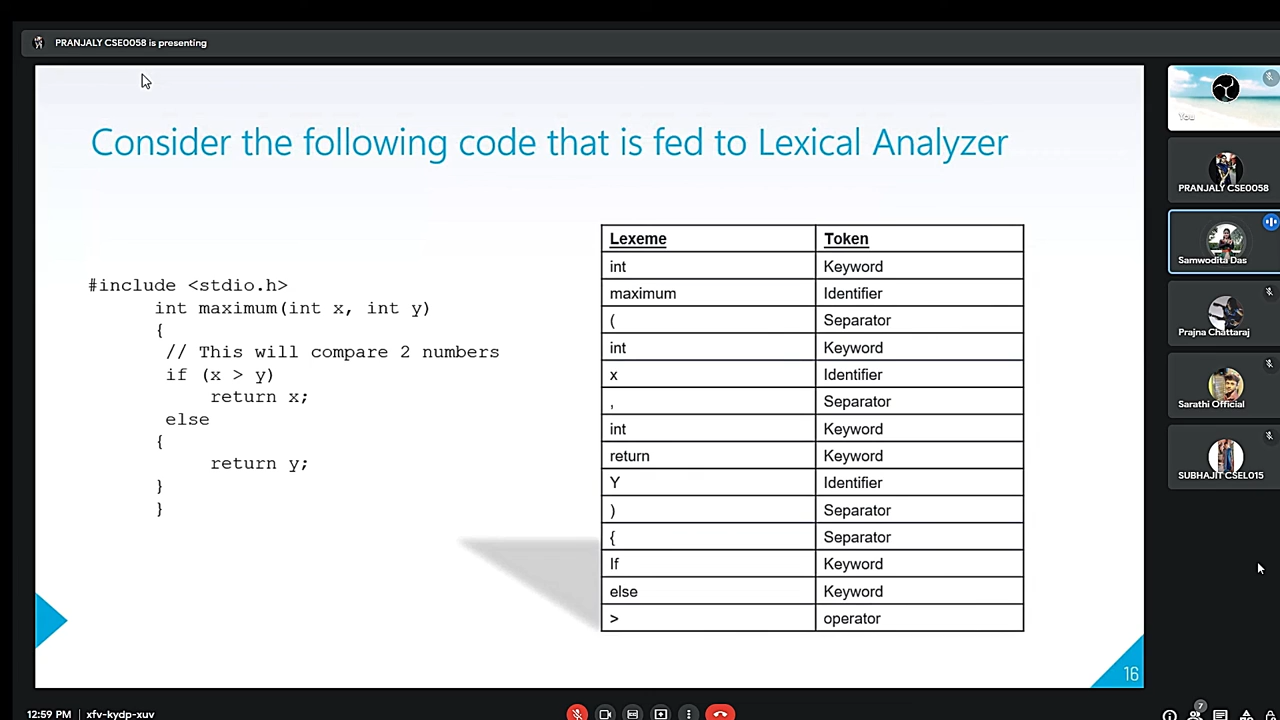 PRANJALY CSE0058 is presenting
Consider the following code that is fed to Lexical Analyzer
#include <stdio.h>
int maximum(int x, int y)
{
// This will compare 2 numbers
if (x > y)
return x;
else
{
return y;
}
}
Lexeme Token
int Keyword
maximum Identifier
( Separator
int Keyword
x Identifier
, Separator
int Keyword
return Keyword
Y Identifier
) Separator
{ Separator
If Keyword
else Keyword
> operator
16
You
PRANJALY CSE0058
Samwodita Das
Prajna Chattaraj
Sarathi Official
SUBHAJIT CSEL015
12:59 PM | xfv-kydp-xuv
7